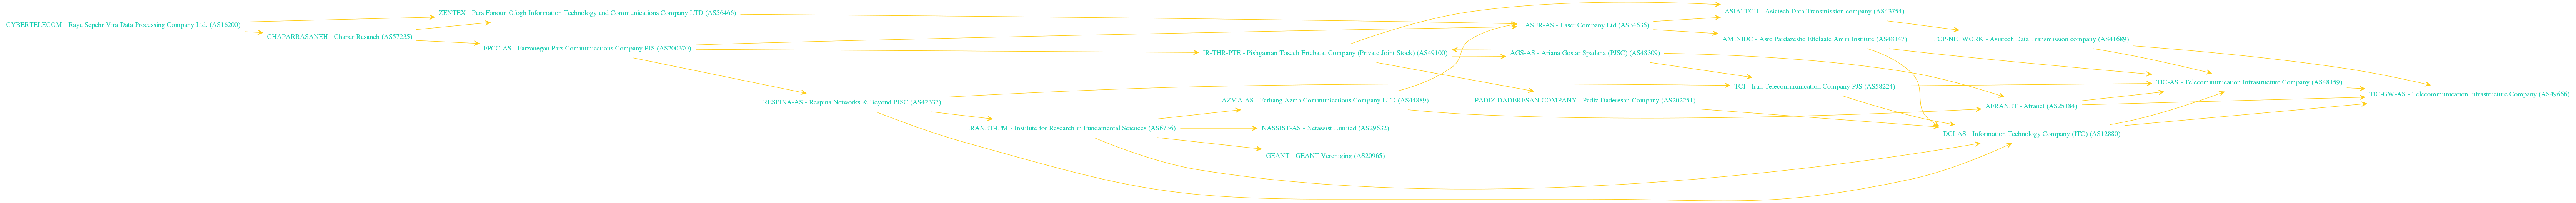 CYBERTELECOM - Raya Sepehr Vira Data Processing Company Ltd. (AS16200)
CHAPARRASANEH - Chapar Rasaneh (AS57235)
ZENTEX - Pars Fonoun Ofogh Information Technology and Communications Company LTD (AS56466)
FPCC-AS - Farzanegan Pars Communications Company PJS (AS200370)
RESPINA-AS - Respina Networks & Beyond PJSC (AS42337)
IRANET-IPM - Institute for Research in Fundamental Sciences (AS6736)
IR-THR-PTE - Pishgaman Toseeh Ertebatat Company (Private Joint Stock) (AS49100)
AZMA-AS - Farhang Azma Communications Company LTD (AS44889)
NASSIST-AS - Netassist Limited (AS29632)
GEANT - GEANT Vereniging (AS20965)
LASER-AS - Laser Company Ltd (AS34636)
AGS-AS - Ariana Gostar Spadana (PJSC) (AS48309)
PADIZ-DADERESAN-COMPANY - Padiz-Daderesan Company (AS202251)
ASIATECH - Asiatech Data Transmission company (AS43754)
AMINIDC - Asre Pardazeshe Ettelaate Amin Institute (AS48147)
TCI - Iran Telecommunication Company PJS (AS58224)
FCP-NETWORK - Asiatech Data Transmission company (AS41689)
AFRANET - Afranet (AS25184)
DCI-AS - Information Technology Company (ITC) (AS12880)
TIC-AS - Telecommunication Infrastructure Company (AS48159)
TIC-GW-AS - Telecommunication Infrastructure Company (AS49666)